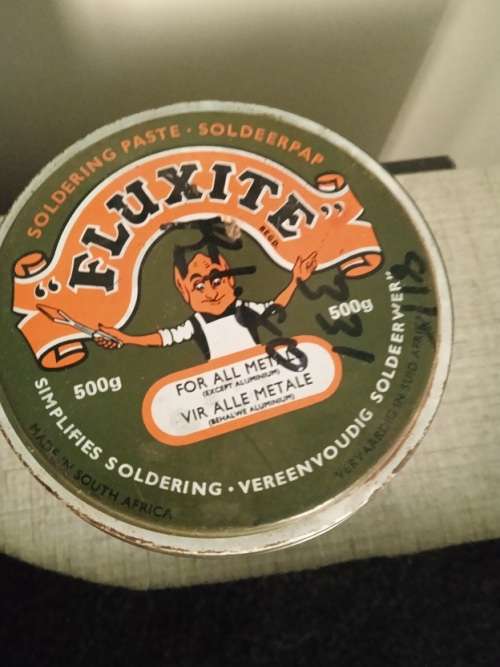 SOLDERING PASTE · SOLDEERPAP
"FLUXITE"
REGD.
500g
500g
FOR ALL METALS
(EXCEPT ALUMINIUM)
VIR ALLE METALE
(BEHALWE ALUMINIUM)
SIMPLIFIES SOLDERING · VEREENVOUDIG SOLDEERWERK
MADE IN SOUTH AFRICA
VERVAARDIG IN SUID AFRIKA